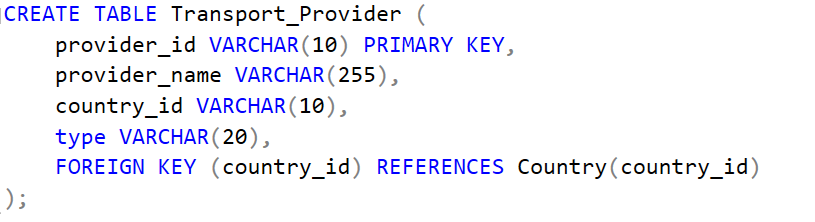 CREATE TABLE Transport_Provider (
    provider_id VARCHAR(10) PRIMARY KEY,
    provider_name VARCHAR(255),
    country_id VARCHAR(10),
    type VARCHAR(20),
    FOREIGN KEY (country_id) REFERENCES Country(country_id)
);